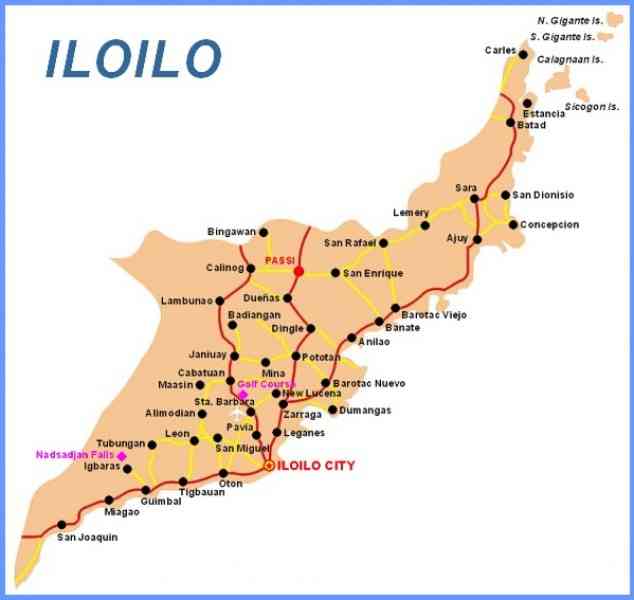 N. Gigante is.
ILOILO
S. Gigante is.
Carles
Calagnaan is.
Sicogon is.
Estancia
Batad
Sara
San Dionisio
Lemery
Concepcion
Bingawan
San Rafael
Ajuy
PASSI
Calinog
San Enrique
Lambunao
Dueñas
Badiangan
Barotac Viejo
Dingle
Banate
Anilao
Janiuay
Pototan
Mina
Cabatuan
Maasin
Golf Course
Barotac Nuevo
New Lucena
Sta. Barbara
Alimodian
Zarraga
Dumangas
Pavia
Leon
Leganes
Tubungan
San Miguel
Nadsadjan Falls
Igbaras
ILOILO CITY
Oton
Tigbauan
Guimbal
Miagao
San Joaquin